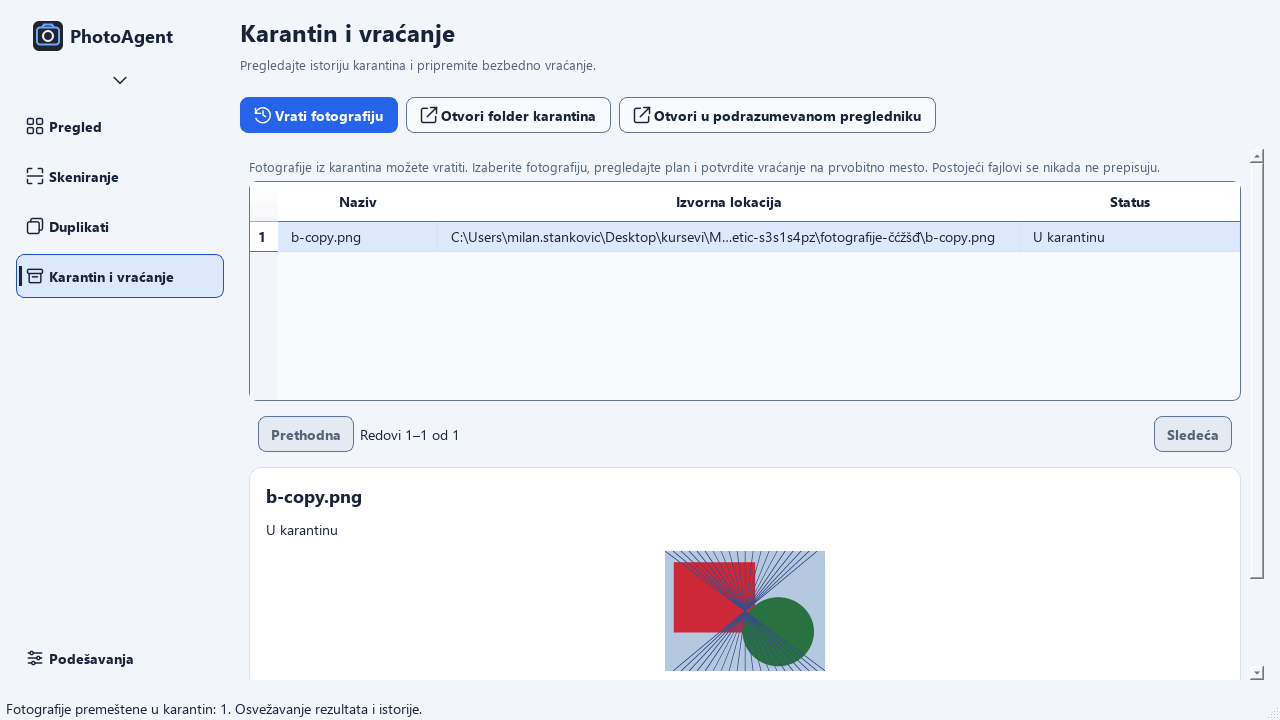 PhotoAgent
Pregled
Skeniranje
Duplikati
Karantin i vraćanje
Podešavanja
Karantin i vraćanje
Pregledajte istoriju karantina i pripremite bezbedno vraćanje.
Vrati fotografiju
Otvori folder karantina
Otvori u podrazumevanom pregledniku
Fotografije iz karantina možete vratiti. Izaberite fotografiju, pregledajte plan i potvrdite vraćanje na prvobitno mesto. Postojeći fajlovi se nikada ne prepisuju.
Naziv Izvorna lokacija Status
1 b-copy.png C:\Users\milan.stankovic\Desktop\kursevi\M…etic-s3s1s4pz\fotografije-čćžšđ\b-copy.png U karantinu
Prethodna Redovi 1–1 od 1 Sledeća
b-copy.png
U karantinu
Fotografije premeštene u karantin: 1. Osvežavanje rezultata i istorije.